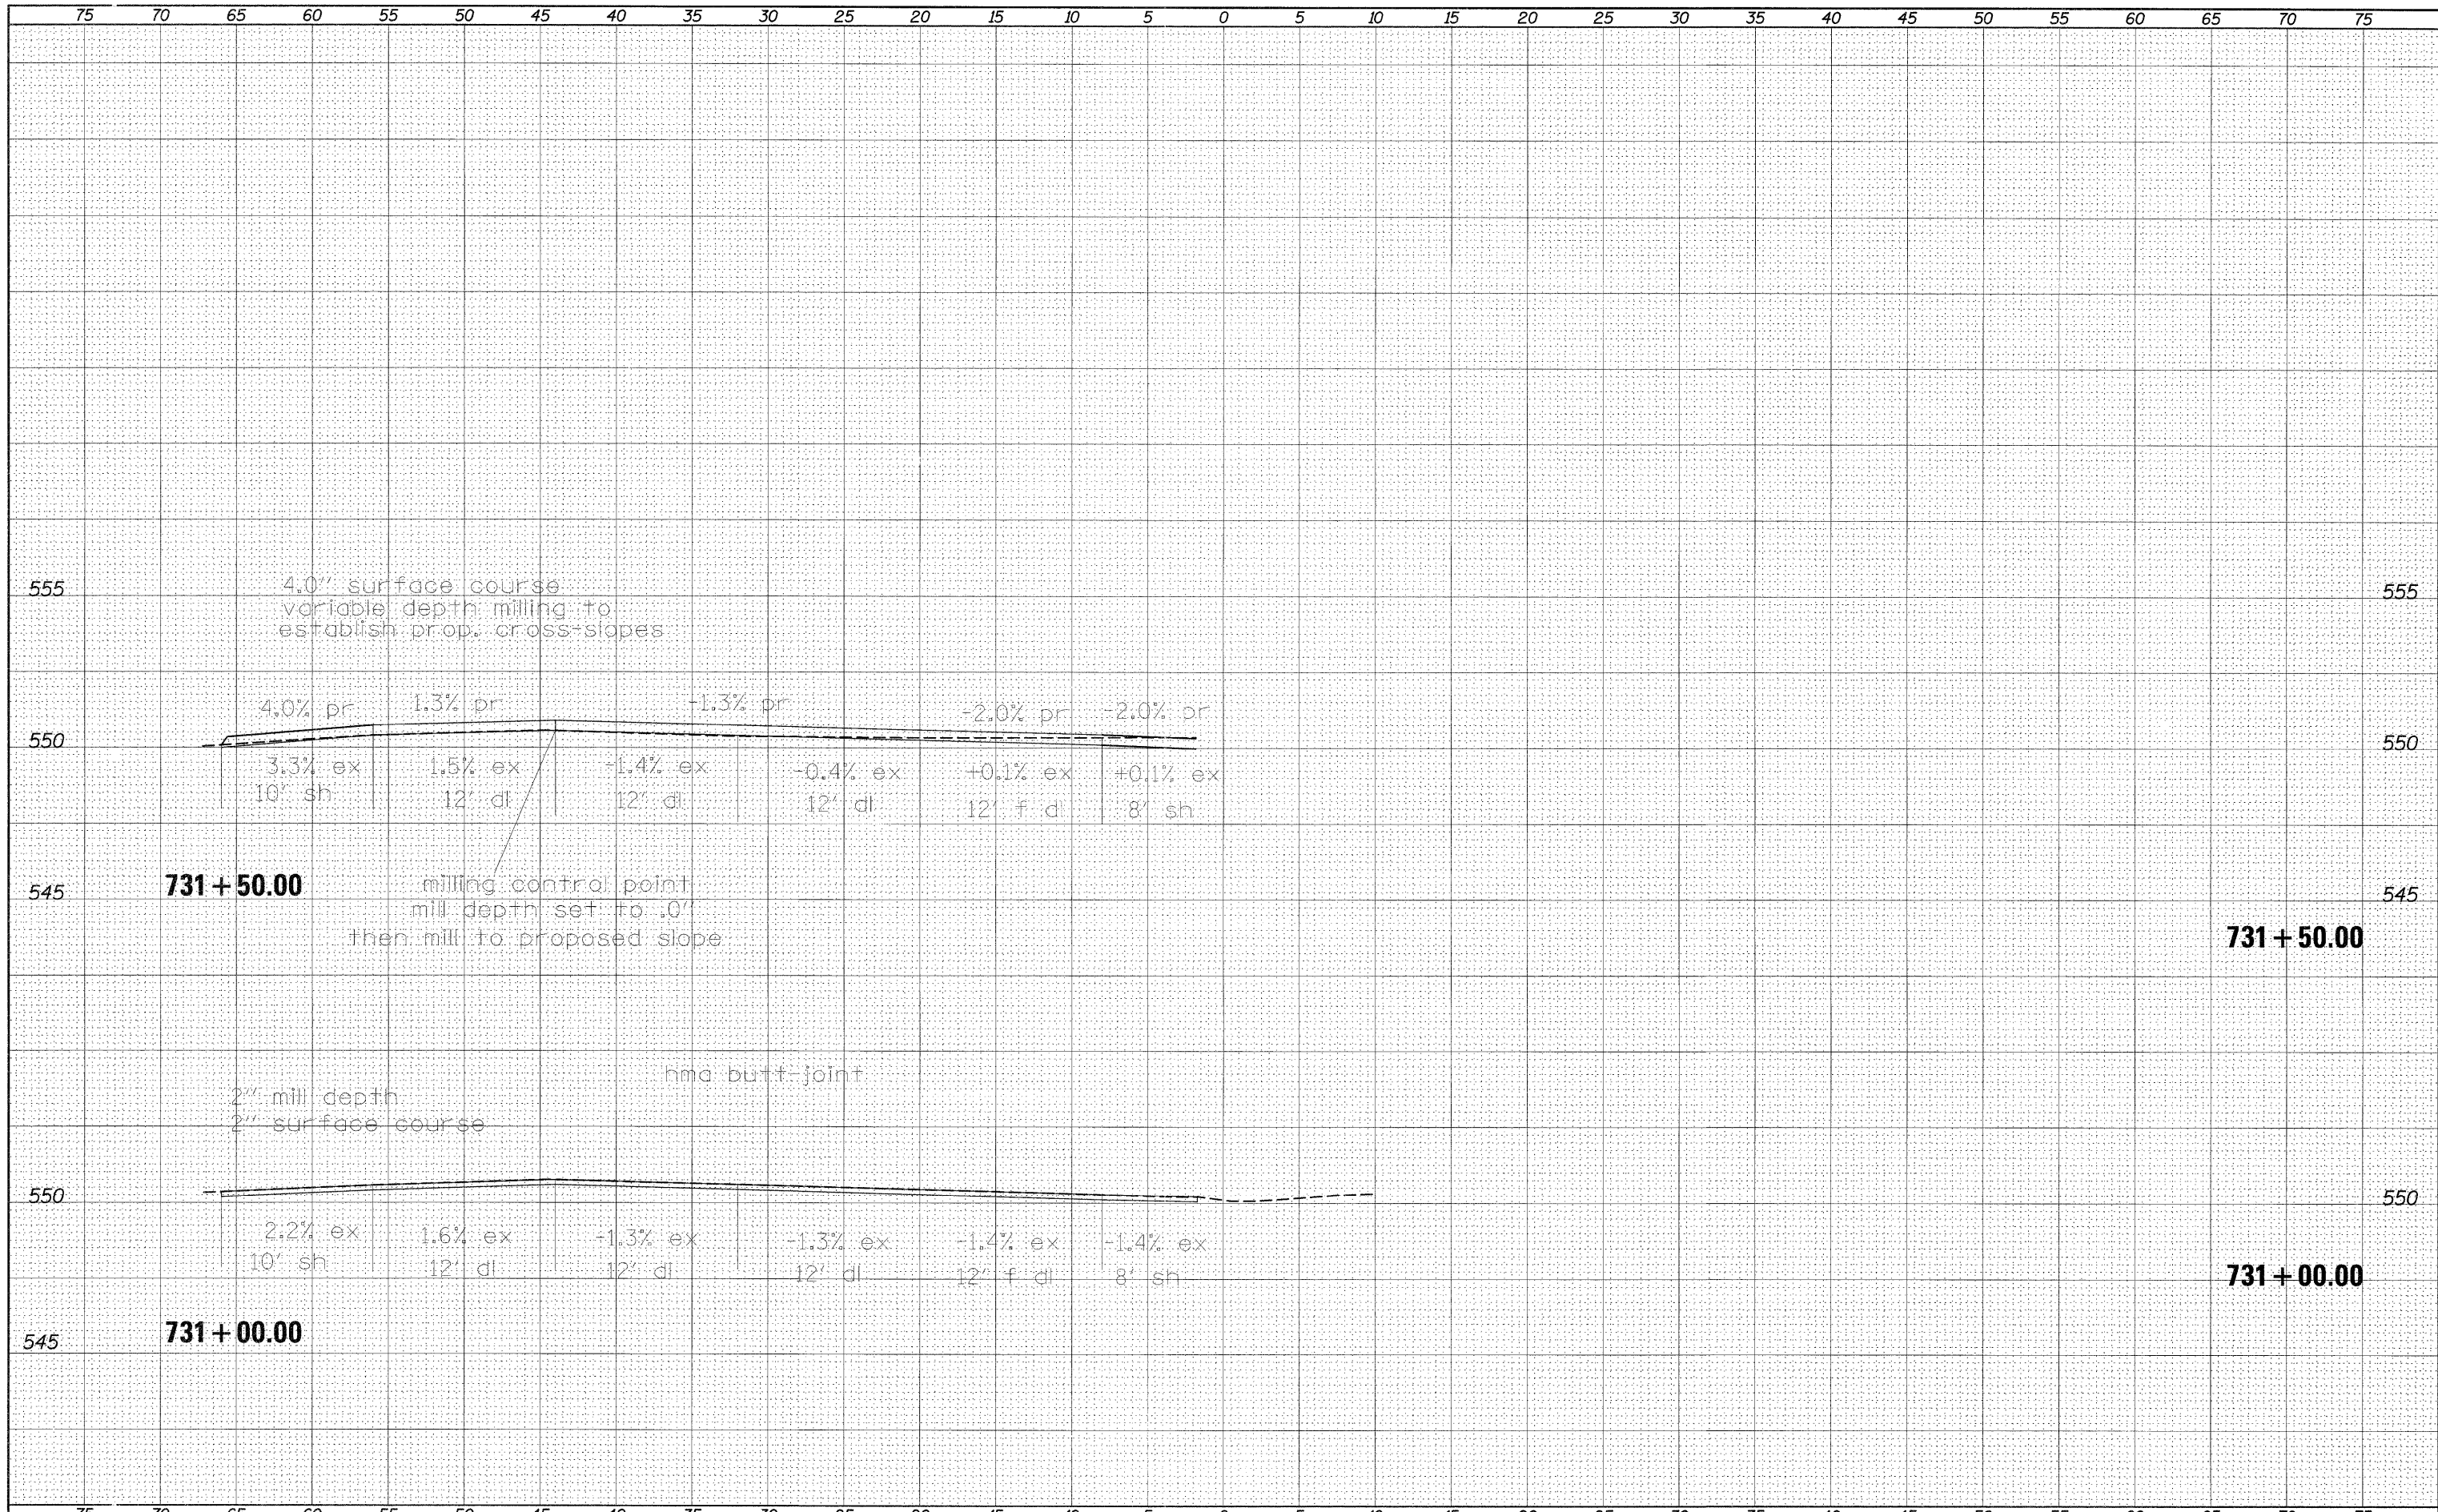 75 70 65 60 55 50 45 40 35 30 25 20 15 10 5 0 5 10 15 20 25 30 35 40 45 50 55 60 65 70 75
555 555
4.0" surface course
variable depth milling to
establish prop. cross-slopes
4.0% pr 1.3% pr -1.3% pr -2.0% pr -2.0% pr
550 550
3.3% ex 1.5% ex -1.4% ex -0.4% ex +0.1% ex +0.1% ex
10' sh 12' dl 12' dl 12' dl 12' f dl 8' sh
545 731+50.00 545
milling control point
mill depth set to .0"
then mill to proposed slope
731+50.00
hma butt-joint
2" mill depth
2" surface course
550 550
2.2% ex 1.6% ex -1.3% ex -1.3% ex -1.4% ex -1.4% ex
10' sh 12' dl 12' dl 12' dl 12' f dl 8' sh
731+00.00
545 731+00.00